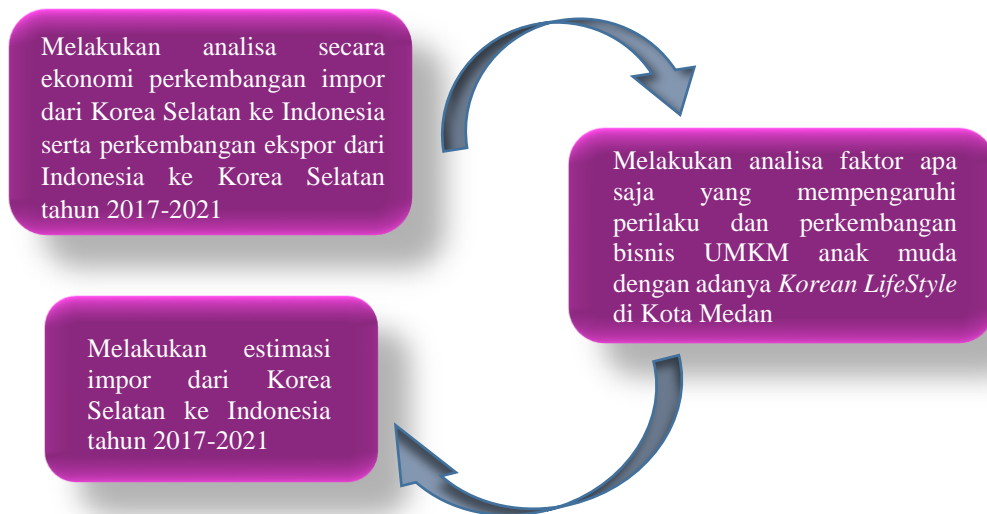 Melakukan analisa secara
ekonomi perkembangan impor
dari Korea Selatan ke Indonesia
serta perkembangan ekspor dari
Indonesia ke Korea Selatan
tahun 2017-2021
Melakukan analisa faktor apa
saja yang mempengaruhi
perilaku dan perkembangan
bisnis UMKM anak muda
dengan adanya Korean LifeStyle
di Kota Medan
Melakukan estimasi
impor dari Korea
Selatan ke Indonesia
tahun 2017-2021